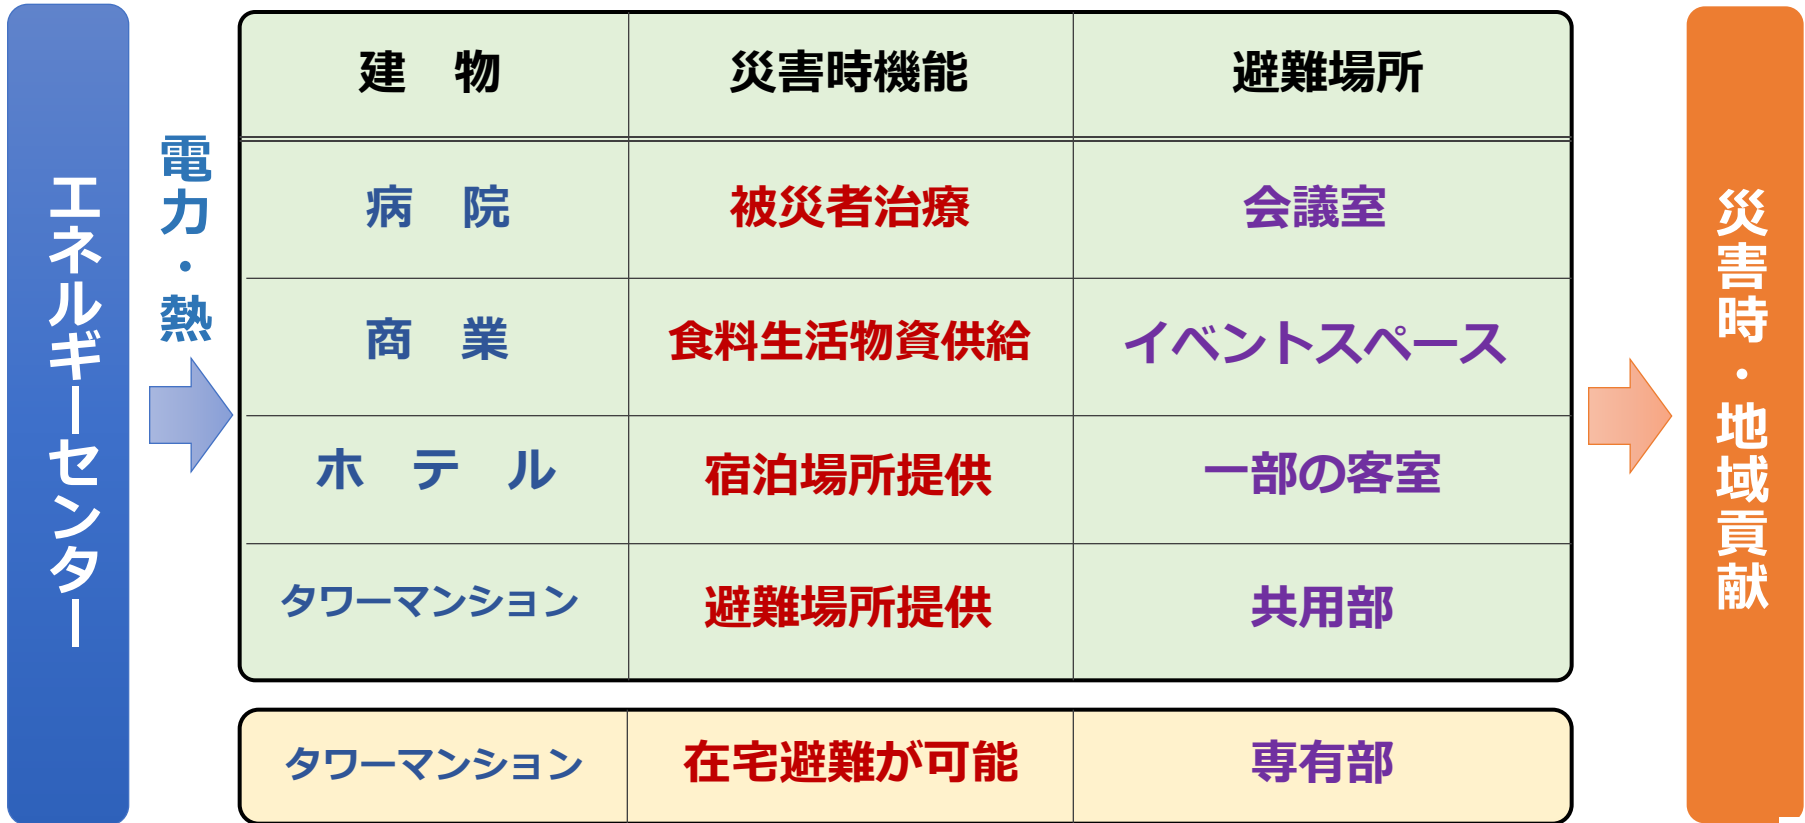 エネルギーセンター
電力・熱
建　物　災害時機能　避難場所
病　院　被災者治療　会議室
商　業　食料生活物資供給　イベントスペース
ホ　テ　ル　宿泊場所提供　一部の客室
タワーマンション　避難場所提供　共用部
タワーマンション　在宅避難が可能　専有部
災害時・地域貢献